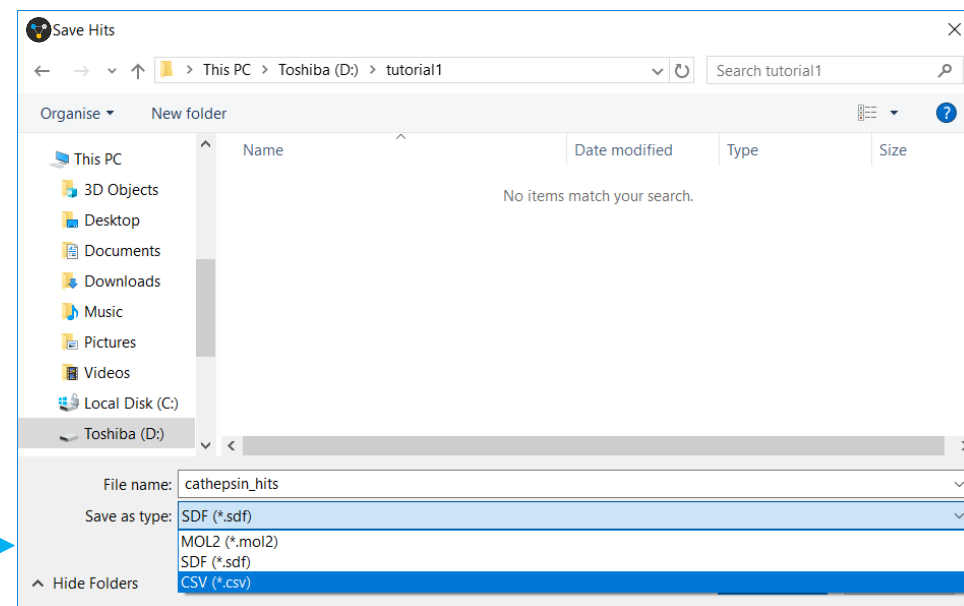 Save Hits
This PC > Toshiba (D:) > tutorial1
Search tutorial1
Organise
New folder
?
Name
Date modified
Type
Size
No items match your search.
This PC
3D Objects
Desktop
Documents
Downloads
Music
Pictures
Videos
Local Disk (C:)
Toshiba (D:)
File name: cathepsin_hits
Save as type: SDF (*.sdf)
MOL2 (*.mol2)
SDF (*.sdf)
CSV (*.csv)
Hide Folders